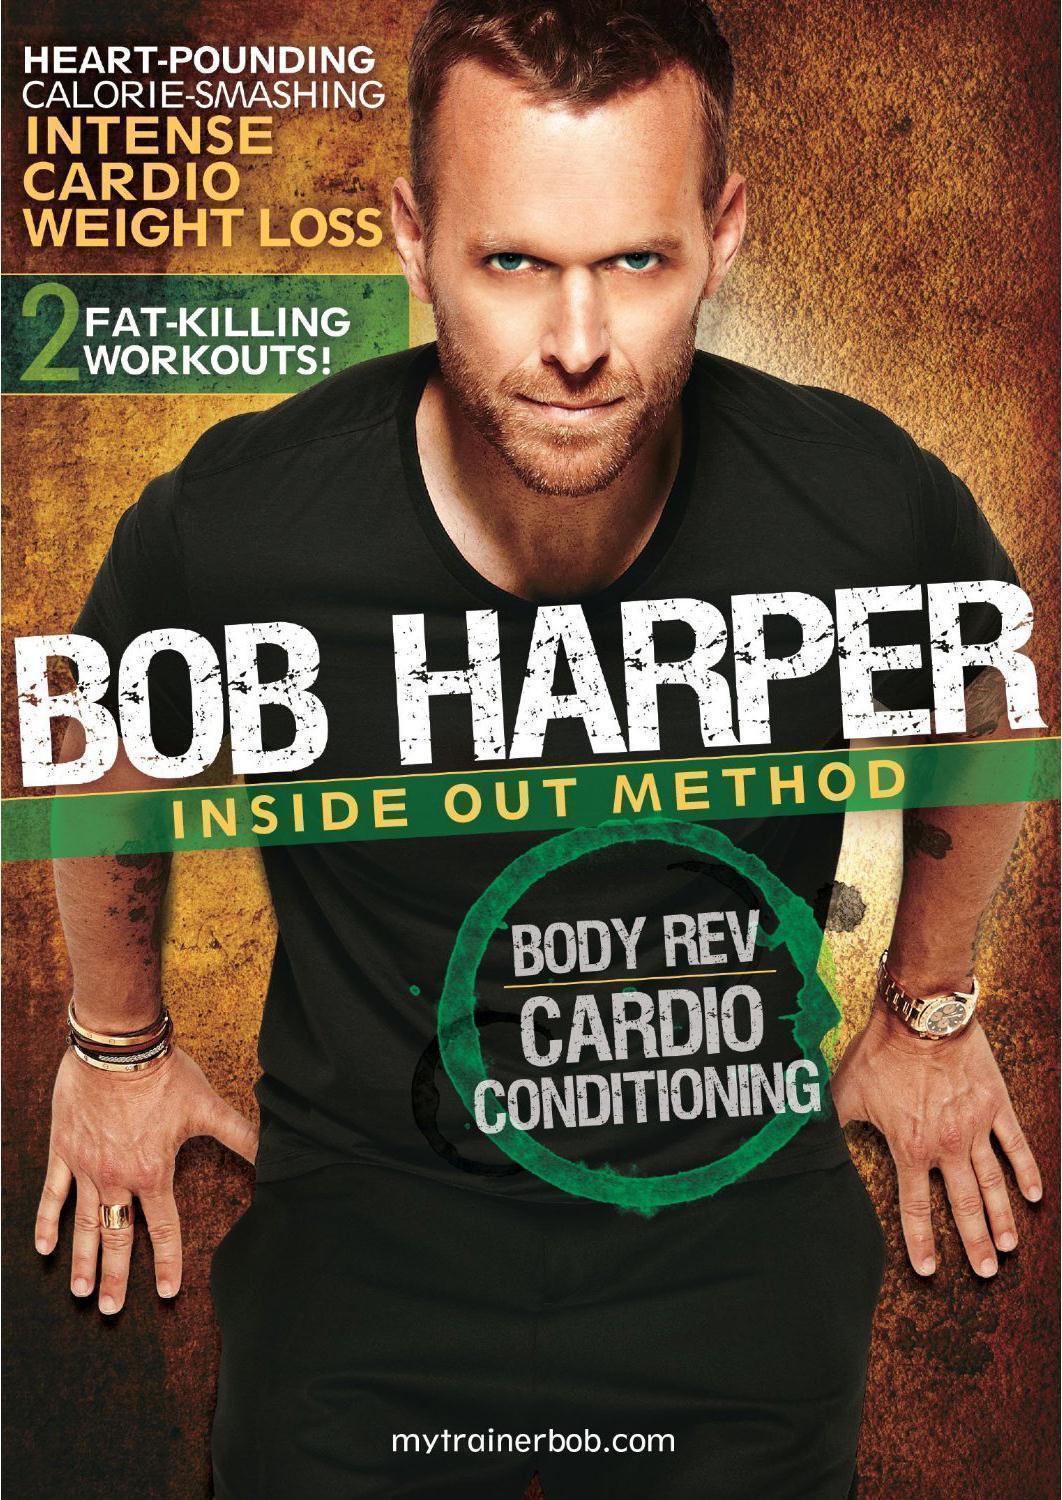 HEART-POUNDING
CALORIE-SMASHING
INTENSE
CARDIO
WEIGHT LOSS
2 FAT-KILLING
WORKOUTS!
BOB HARPER
INSIDE OUT METHOD
BODY REV
CARDIO
CONDITIONING
mytrainerbob.com